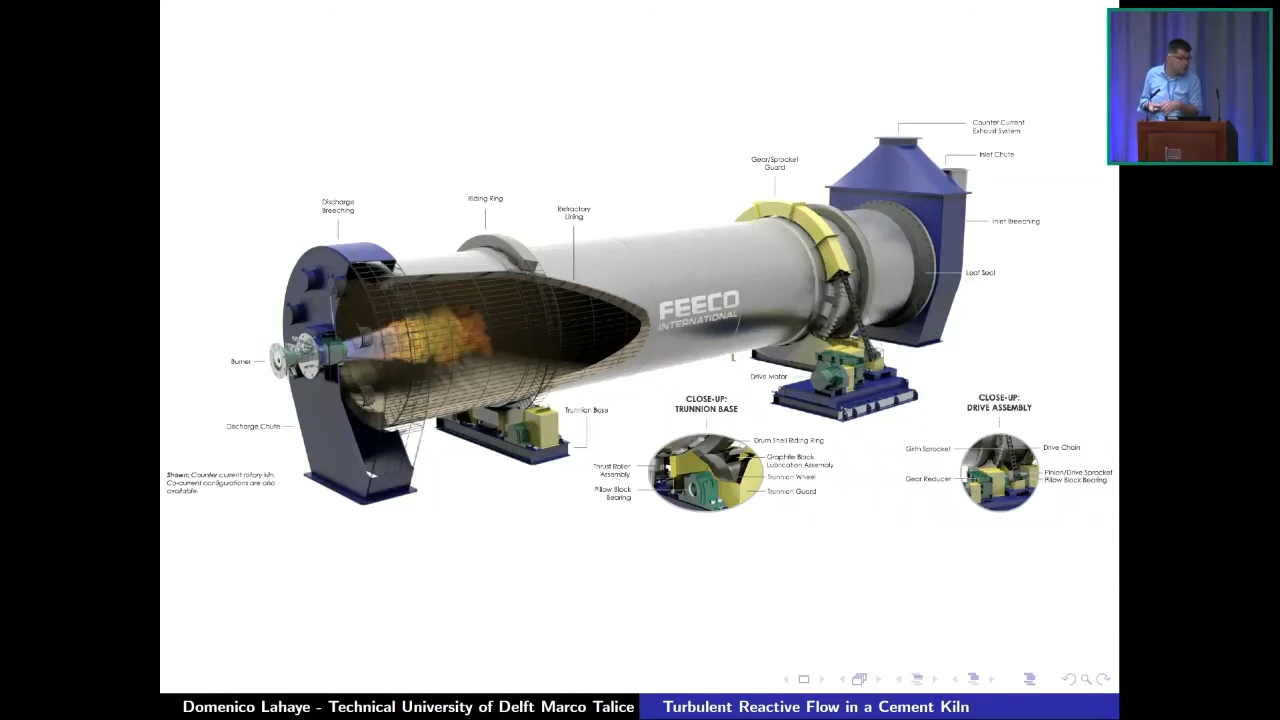 Counter Current
Exhaust System
Inlet Chute
Gear/Sprocket
Guard
Riding Ring
Discharge
Breeching
Refractory
Lining
Inlet Breeching
Leaf Seal
FEECO
INTERNATIONAL
Burner
Drive Motor
Discharge Chute
Trunnion Base
CLOSE-UP:
TRUNNION BASE
CLOSE-UP:
DRIVE ASSEMBLY
Shown: Counter current rotary kiln.
Co-current configurations are also
available.
Drum Shell Riding Ring
Graphite Block
Lubrication Assembly
Trunnion Wheel
Trunnion Guard
Thrust Roller
Assembly
Pillow Block
Bearing
Girth Sprocket
Gear Reducer
Drive Chain
Pinion/Drive Sprocket
Pillow Block Bearing
Domenico Lahaye - Technical University of Delft Marco Talice
Turbulent Reactive Flow in a Cement Kiln